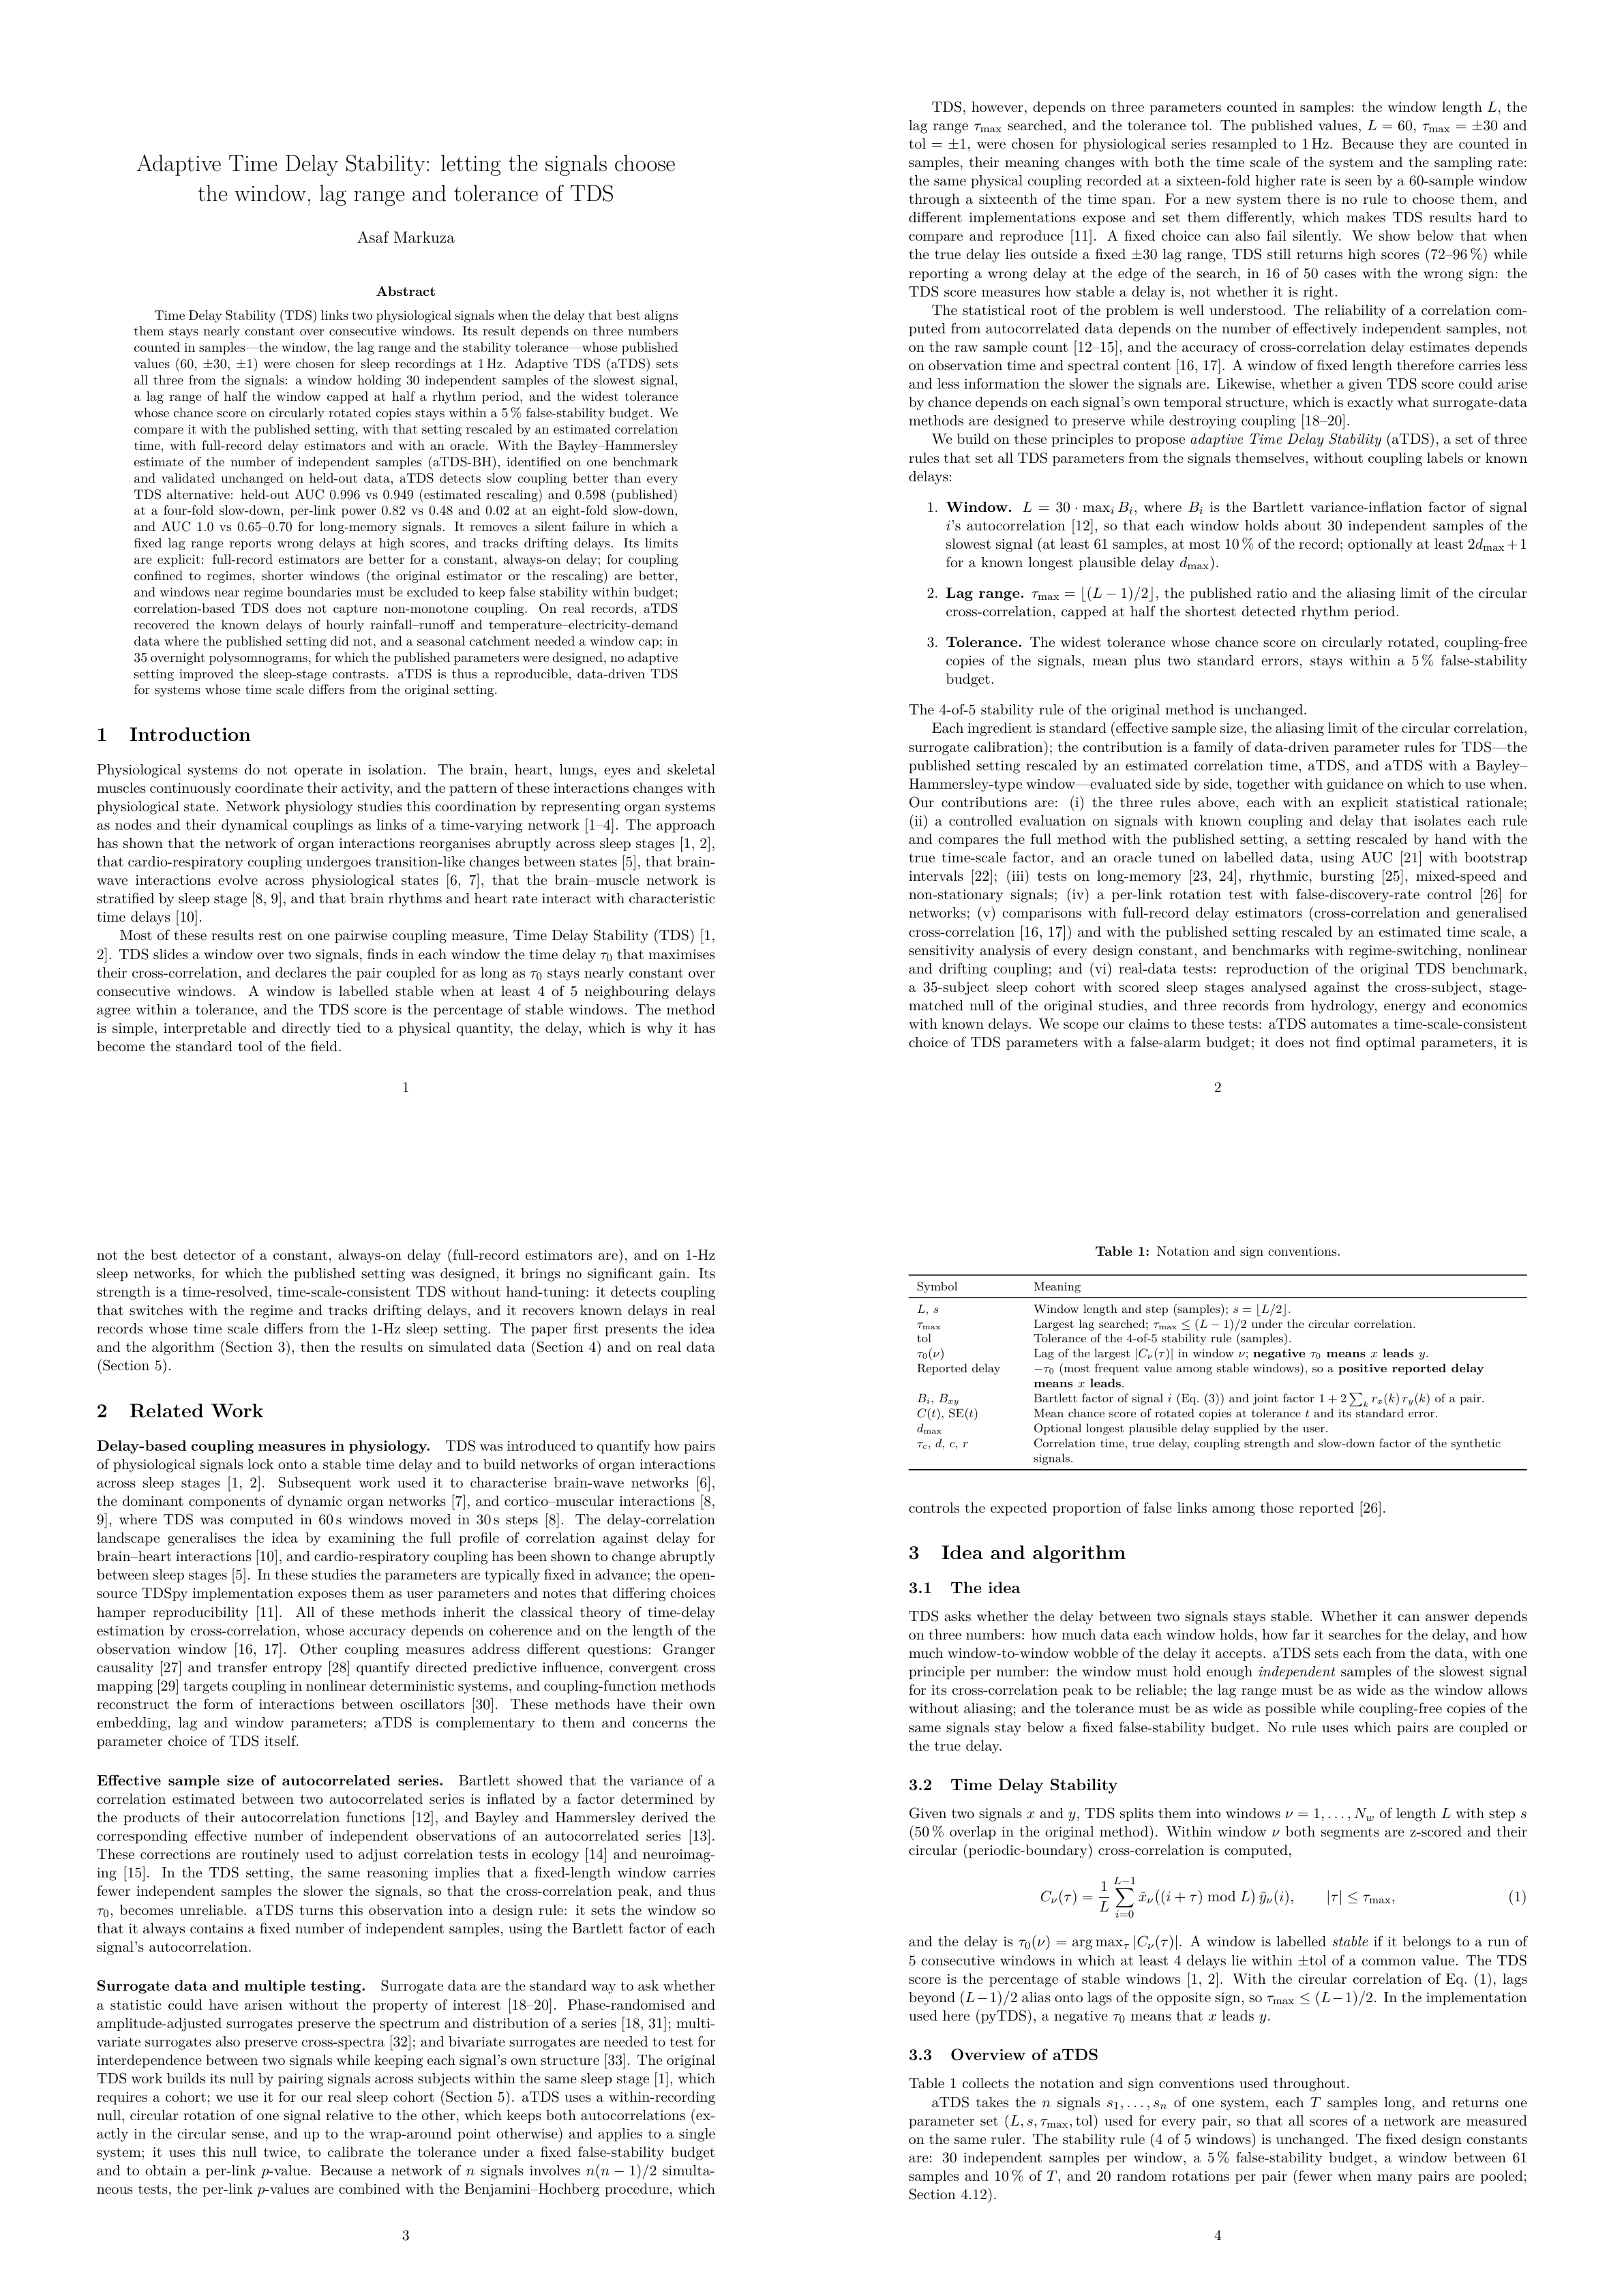 Adaptive Time Delay Stability: letting the signals choose
the window, lag range and tolerance of TDS
Asaf Markuza
Abstract
Time Delay Stability (TDS) links two physiological signals when the delay that best aligns
them stays nearly constant over consecutive windows. Its result depends on three numbers
counted in samples—the window, the lag range and the stability tolerance—whose published
values (60, ±30, ±1) were chosen for sleep recordings at 1 Hz. Adaptive TDS (aTDS) sets
all three from the signals: a window holding 30 independent samples of the slowest signal,
a lag range of half the window capped at half a rhythm period, and the widest tolerance
whose chance score on circularly rotated copies stays within a 5 % false-stability budget. We
compare it with the published setting, with that setting rescaled by an estimated correlation
time, with full-record delay estimators and with an oracle. With the Bayley–Hammersley
estimate of the number of independent samples (aTDS-BH), identified on one benchmark
and validated unchanged on held-out data, aTDS detects slow coupling better than every
TDS alternative: held-out AUC 0.996 vs 0.949 (estimated rescaling) and 0.598 (published)
at a four-fold slow-down, per-link power 0.82 vs 0.48 and 0.02 at an eight-fold slow-down,
and AUC 1.0 vs 0.65–0.70 for long-memory signals. It removes a silent failure in which a
fixed lag range reports wrong delays at high scores, and tracks drifting delays. Its limits
are explicit: full-record estimators are better for a constant, always-on delay; for coupling
confined to regimes, shorter windows (the original estimator or the rescaling) are better,
and windows near regime boundaries must be excluded to keep false stability within budget;
correlation-based TDS does not capture non-monotone coupling. On real records, aTDS
recovered the known delays of hourly rainfall–runoff and temperature–electricity-demand
data where the published setting did not, and a seasonal catchment needed a window cap; in
35 overnight polysomnograms, for which the published parameters were designed, no adaptive
setting improved the sleep-stage contrasts. aTDS is thus a reproducible, data-driven TDS
for systems whose time scale differs from the original setting.
1 Introduction
Physiological systems do not operate in isolation. The brain, heart, lungs, eyes and skeletal
muscles continuously coordinate their activity, and the pattern of these interactions changes with
physiological state. Network physiology studies this coordination by representing organ systems
as nodes and their dynamical couplings as links of a time-varying network [1–4]. The approach
has shown that the network of organ interactions reorganises abruptly across sleep stages [1, 2],
that cardio-respiratory coupling undergoes transition-like changes between states [5], that brain-
wave interactions evolve across physiological states [6, 7], that the brain–muscle network is
stratified by sleep stage [8, 9], and that brain rhythms and heart rate interact with characteristic
time delays [10].
Most of these results rest on one pairwise coupling measure, Time Delay Stability (TDS) [1,
2]. TDS slides a window over two signals, finds in each window the time delay τ0 that maximises
their cross-correlation, and declares the pair coupled for as long as τ0 stays nearly constant over
consecutive windows. A window is labelled stable when at least 4 of 5 neighbouring delays
agree within a tolerance, and the TDS score is the percentage of stable windows. The method
is simple, interpretable and directly tied to a physical quantity, the delay, which is why it has
become the standard tool of the field.
1
TDS, however, depends on three parameters counted in samples: the window length L, the
lag range τmax searched, and the tolerance tol. The published values, L = 60, τmax = ±30 and
tol = ±1, were chosen for physiological series resampled to 1 Hz. Because they are counted in
samples, their meaning changes with both the time scale of the system and the sampling rate:
the same physical coupling recorded at a sixteen-fold higher rate is seen by a 60-sample window
through a sixteenth of the time span. For a new system there is no rule to choose them, and
different implementations expose and set them differently, which makes TDS results hard to
compare and reproduce [11]. A fixed choice can also fail silently. We show below that when
the true delay lies outside a fixed ±30 lag range, TDS still returns high scores (72–96 %) while
reporting a wrong delay at the edge of the search, in 16 of 50 cases with the wrong sign: the
TDS score measures how stable a delay is, not whether it is right.
The statistical root of the problem is well understood. The reliability of a correlation com-
puted from autocorrelated data depends on the number of effectively independent samples, not
on the raw sample count [12–15], and the accuracy of cross-correlation delay estimates depends
on observation time and spectral content [16, 17]. A window of fixed length therefore carries less
and less information the slower the signals are. Likewise, whether a given TDS score could arise
by chance depends on each signal's own temporal structure, which is exactly what surrogate-data
methods are designed to preserve while destroying coupling [18–20].
We build on these principles to propose adaptive Time Delay Stability (aTDS), a set of three
rules that set all TDS parameters from the signals themselves, without coupling labels or known
delays:
1. Window. L = 30 · maxi Bi, where Bi is the Bartlett variance-inflation factor of signal
i's autocorrelation [12], so that each window holds about 30 independent samples of the
slowest signal (at least 61 samples, at most 10 % of the record; optionally at least 2dmax+1
for a known longest plausible delay dmax).
2. Lag range. τmax = ⌊(L − 1)/2⌋, the published ratio and the aliasing limit of the circular
cross-correlation, capped at half the shortest detected rhythm period.
3. Tolerance. The widest tolerance whose chance score on circularly rotated, coupling-free
copies of the signals, mean plus two standard errors, stays within a 5 % false-stability
budget.
The 4-of-5 stability rule of the original method is unchanged.
Each ingredient is standard (effective sample size, the aliasing limit of the circular correlation,
surrogate calibration); the contribution is a family of data-driven parameter rules for TDS—the
published setting rescaled by an estimated correlation time, aTDS, and aTDS with a Bayley–
Hammersley-type window—evaluated side by side, together with guidance on which to use when.
Our contributions are: (i) the three rules above, each with an explicit statistical rationale;
(ii) a controlled evaluation on signals with known coupling and delay that isolates each rule
and compares the full method with the published setting, a setting rescaled by hand with the
true time-scale factor, and an oracle tuned on labelled data, using AUC [21] with bootstrap
intervals [22]; (iii) tests on long-memory [23, 24], rhythmic, bursting [25], mixed-speed and
non-stationary signals; (iv) a per-link rotation test with false-discovery-rate control [26] for
networks; (v) comparisons with full-record delay estimators (cross-correlation and generalised
cross-correlation [16, 17]) and with the published setting rescaled by an estimated time scale, a
sensitivity analysis of every design constant, and benchmarks with regime-switching, nonlinear
and drifting coupling; and (vi) real-data tests: reproduction of the original TDS benchmark,
a 35-subject sleep cohort with scored sleep stages analysed against the cross-subject, stage-
matched null of the original studies, and three records from hydrology, energy and economics
with known delays. We scope our claims to these tests: aTDS automates a time-scale-consistent
choice of TDS parameters with a false-alarm budget; it does not find optimal parameters, it is
2
not the best detector of a constant, always-on delay (full-record estimators are), and on 1-Hz
sleep networks, for which the published setting was designed, it brings no significant gain. Its
strength is a time-resolved, time-scale-consistent TDS without hand-tuning: it detects coupling
that switches with the regime and tracks drifting delays, and it recovers known delays in real
records whose time scale differs from the 1-Hz sleep setting. The paper first presents the idea
and the algorithm (Section 3), then the results on simulated data (Section 4) and on real data
(Section 5).
2 Related Work
Delay-based coupling measures in physiology. TDS was introduced to quantify how pairs
of physiological signals lock onto a stable time delay and to build networks of organ interactions
across sleep stages [1, 2]. Subsequent work used it to characterise brain-wave networks [6],
the dominant components of dynamic organ networks [7], and cortico–muscular interactions [8,
9], where TDS was computed in 60 s windows moved in 30 s steps [8]. The delay-correlation
landscape generalises the idea by examining the full profile of correlation against delay for
brain–heart interactions [10], and cardio-respiratory coupling has been shown to change abruptly
between sleep stages [5]. In these studies the parameters are typically fixed in advance; the open-
source TDSpy implementation exposes them as user parameters and notes that differing choices
hamper reproducibility [11]. All of these methods inherit the classical theory of time-delay
estimation by cross-correlation, whose accuracy depends on coherence and on the length of the
observation window [16, 17]. Other coupling measures address different questions: Granger
causality [27] and transfer entropy [28] quantify directed predictive influence, convergent cross
mapping [29] targets coupling in nonlinear deterministic systems, and coupling-function methods
reconstruct the form of interactions between oscillators [30]. These methods have their own
embedding, lag and window parameters; aTDS is complementary to them and concerns the
parameter choice of TDS itself.
Effective sample size of autocorrelated series. Bartlett showed that the variance of a
correlation estimated between two autocorrelated series is inflated by a factor determined by
the products of their autocorrelation functions [12], and Bayley and Hammersley derived the
corresponding effective number of independent observations of an autocorrelated series [13].
These corrections are routinely used to adjust correlation tests in ecology [14] and neuroimag-
ing [15]. In the TDS setting, the same reasoning implies that a fixed-length window carries
fewer independent samples the slower the signals, so that the cross-correlation peak, and thus
τ0, becomes unreliable. aTDS turns this observation into a design rule: it sets the window so
that it always contains a fixed number of independent samples, using the Bartlett factor of each
signal's autocorrelation.
Surrogate data and multiple testing. Surrogate data are the standard way to ask whether
a statistic could have arisen without the property of interest [18–20]. Phase-randomised and
amplitude-adjusted surrogates preserve the spectrum and distribution of a series [18, 31]; multi-
variate surrogates also preserve cross-spectra [32]; and bivariate surrogates are needed to test for
interdependence between two signals while keeping each signal's own structure [33]. The original
TDS work builds its null by pairing signals across subjects within the same sleep stage [1], which
requires a cohort; we use it for our real sleep cohort (Section 5). aTDS uses a within-recording
null, circular rotation of one signal relative to the other, which keeps both autocorrelations (ex-
actly in the circular sense, and up to the wrap-around point otherwise) and applies to a single
system; it uses this null twice, to calibrate the tolerance under a fixed false-stability budget
and to obtain a per-link p-value. Because a network of n signals involves n(n − 1)/2 simulta-
neous tests, the per-link p-values are combined with the Benjamini–Hochberg procedure, which
3
Table 1: Notation and sign conventions.
Symbol Meaning
L, s Window length and step (samples); s = ⌊L/2⌋.
τmax Largest lag searched; τmax ≤ (L − 1)/2 under the circular correlation.
tol Tolerance of the 4-of-5 stability rule (samples).
τ0(ν) Lag of the largest |Cν(τ)| in window ν; negative τ0 means x leads y.
Reported delay −τ0 (most frequent value among stable windows), so a positive reported delay
means x leads.
Bi, Bxy Bartlett factor of signal i (Eq. (3)) and joint factor 1 + 2 ∑k rx(k) ry(k) of a pair.
C(t), SE(t) Mean chance score of rotated copies at tolerance t and its standard error.
dmax Optional longest plausible delay supplied by the user.
τc, d, c, r Correlation time, true delay, coupling strength and slow-down factor of the synthetic
signals.
controls the expected proportion of false links among those reported [26].
3 Idea and algorithm
3.1 The idea
TDS asks whether the delay between two signals stays stable. Whether it can answer depends
on three numbers: how much data each window holds, how far it searches for the delay, and how
much window-to-window wobble of the delay it accepts. aTDS sets each from the data, with one
principle per number: the window must hold enough independent samples of the slowest signal
for its cross-correlation peak to be reliable; the lag range must be as wide as the window allows
without aliasing; and the tolerance must be as wide as possible while coupling-free copies of the
same signals stay below a fixed false-stability budget. No rule uses which pairs are coupled or
the true delay.
3.2 Time Delay Stability
Given two signals x and y, TDS splits them into windows ν = 1, . . . , Nw of length L with step s
(50 % overlap in the original method). Within window ν both segments are z-scored and their
circular (periodic-boundary) cross-correlation is computed,
Cν(τ) = 1/L ∑_{i=0}^{L−1} x̃ν((i + τ) mod L) ỹν(i), |τ| ≤ τmax, (1)
and the delay is τ0(ν) = arg maxτ |Cν(τ)|. A window is labelled stable if it belongs to a run of
5 consecutive windows in which at least 4 delays lie within ±tol of a common value. The TDS
score is the percentage of stable windows [1, 2]. With the circular correlation of Eq. (1), lags
beyond (L−1)/2 alias onto lags of the opposite sign, so τmax ≤ (L−1)/2. In the implementation
used here (pyTDS), a negative τ0 means that x leads y.
3.3 Overview of aTDS
Table 1 collects the notation and sign conventions used throughout.
aTDS takes the n signals s1, . . . , sn of one system, each T samples long, and returns one
parameter set (L, s, τmax, tol) used for every pair, so that all scores of a network are measured
on the same ruler. The stability rule (4 of 5 windows) is unchanged. The fixed design constants
are: 30 independent samples per window, a 5 % false-stability budget, a window between 61
samples and 10 % of T, and 20 random rotations per pair (fewer when many pairs are pooled;
Section 4.12).
4